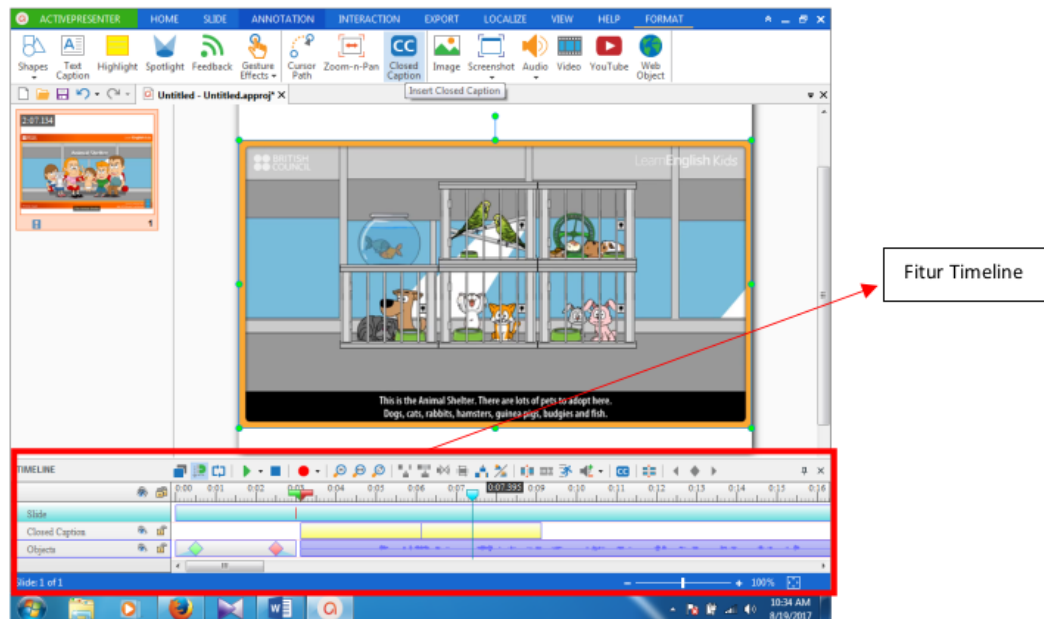 ACTIVEPRESENTER HOME SLIDE ANNOTATION INTERACTION EXPORT LOCALIZE VIEW HELP FORMAT
Shapes Text Caption Highlight Spotlight Feedback Gesture Effects Cursor Path Zoom-n-Pan Closed Caption Image Screenshot Audio Video YouTube Web Object
Untitled - Untitled.approj* X
Insert Closed Caption
2:07.134
1
BRITISH COUNCIL
LearnEnglish Kids
This is the Animal Shelter. There are lots of pets to adopt here.
Dogs, cats, rabbits, hamsters, guinea pigs, budgies and fish.
Fitur Timeline
TIMELINE
0:00 0:01 0:02 0:03 0:04 0:05 0:06 0:07 0:07.395 0:09 0:10 0:11 0:12 0:13 0:14 0:15 0:16
Slide
Closed Caption
Objects
Slide: 1 of 1
100%
10:34 AM
8/19/2017